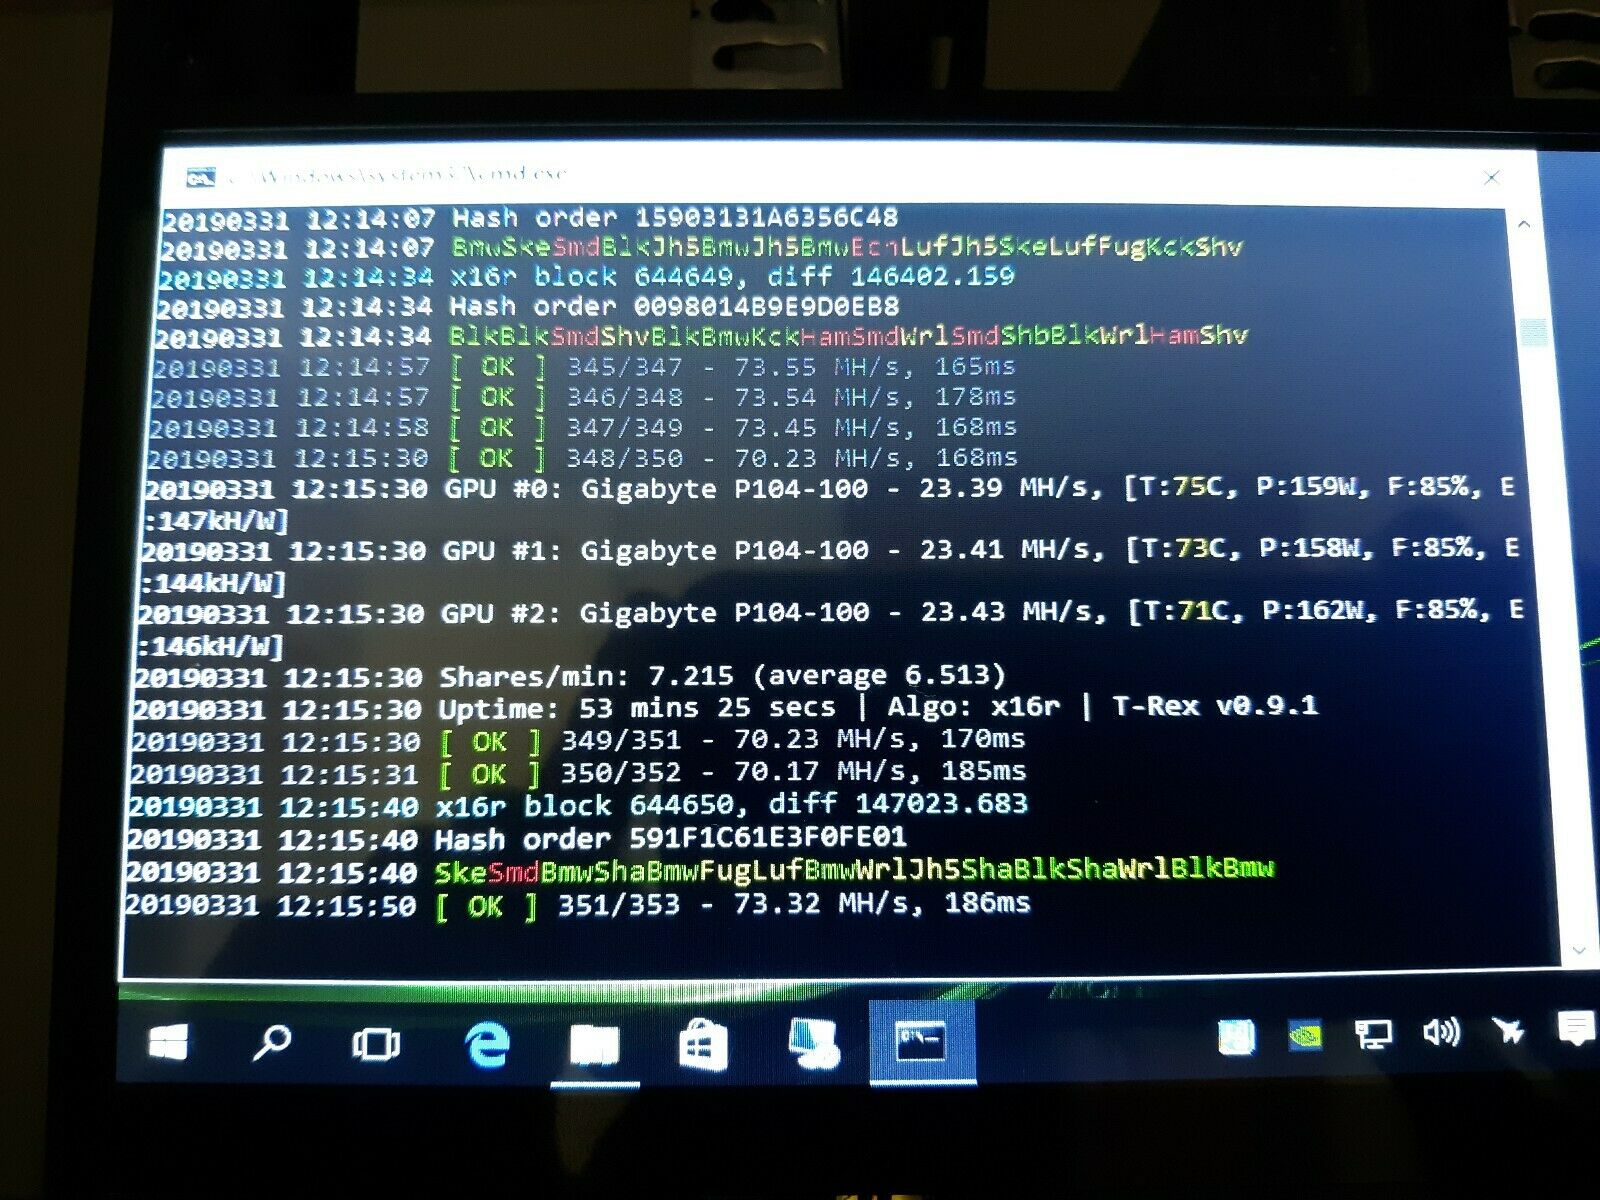 c:\Windows\system32\cmd.exe
20190331 12:14:07 Hash order 15903131A6356C48
20190331 12:14:07 BmwSkeSmdBlkJh5BmwJh5BmwEcnLufJh5SkeLufFugKckShv
20190331 12:14:34 x16r block 644649, diff 146402.159
20190331 12:14:34 Hash order 0098014B9E9D0EB8
20190331 12:14:34 BlkBlkSmdShvBlkBmwKckHamSmdWrlSmdShbBlkWrlHamShv
20190331 12:14:57 [ OK ] 345/347 - 73.55 MH/s, 165ms
20190331 12:14:57 [ OK ] 346/348 - 73.54 MH/s, 178ms
20190331 12:14:58 [ OK ] 347/349 - 73.45 MH/s, 168ms
20190331 12:15:30 [ OK ] 348/350 - 70.23 MH/s, 168ms
20190331 12:15:30 GPU #0: Gigabyte P104-100 - 23.39 MH/s, [T:75C, P:159W, F:85%, E
:147kH/W]
20190331 12:15:30 GPU #1: Gigabyte P104-100 - 23.41 MH/s, [T:73C, P:158W, F:85%, E
:144kH/W]
20190331 12:15:30 GPU #2: Gigabyte P104-100 - 23.43 MH/s, [T:71C, P:162W, F:85%, E
:146kH/W]
20190331 12:15:30 Shares/min: 7.215 (average 6.513)
20190331 12:15:30 Uptime: 53 mins 25 secs | Algo: x16r | T-Rex v0.9.1
20190331 12:15:30 [ OK ] 349/351 - 70.23 MH/s, 170ms
20190331 12:15:31 [ OK ] 350/352 - 70.17 MH/s, 185ms
20190331 12:15:40 x16r block 644650, diff 147023.683
20190331 12:15:40 Hash order 591F1C61E3F0FE01
20190331 12:15:40 SkeSmdBmwShaBmwFugLufBmwWrlJh5ShaBlkShaWrlBlkBmw
20190331 12:15:50 [ OK ] 351/353 - 73.32 MH/s, 186ms